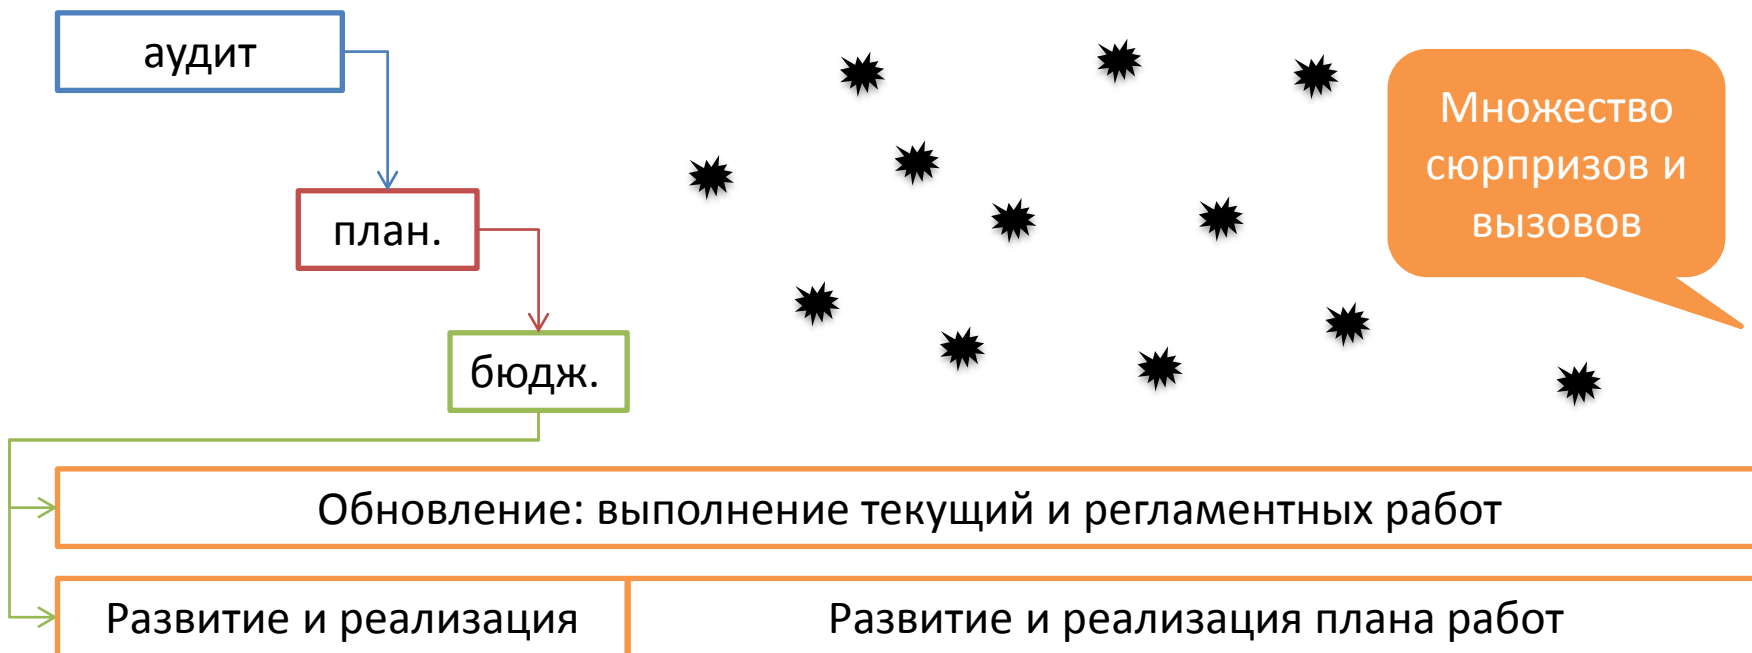 аудит
план.
бюдж.
Множество
сюрпризов и
вызовов
Обновление: выполнение текущий и регламентных работ
Развитие и реализация
Развитие и реализация плана работ